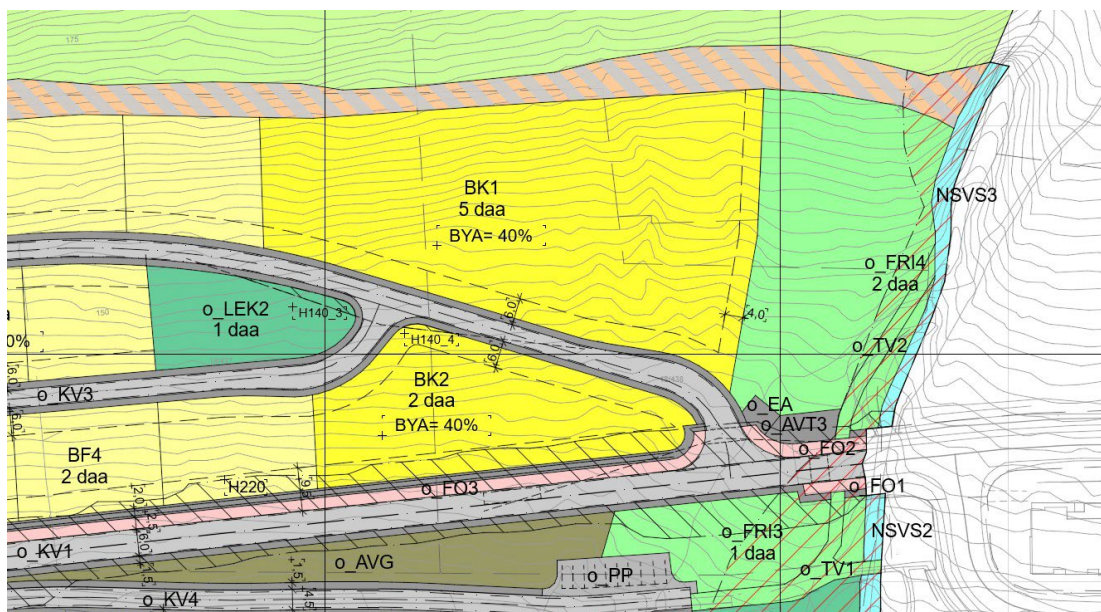 175
BK1
5 daa
BYA= 40%
NSVS3
o_FRI4
2 daa
o_LEK2
1 daa
H140_3
6,0
4,0
150
a
0%
H140_4
6,0
o_TV2
BK2
2 daa
6,0
o_KV3
6,0
o_EA
BYA= 40%
o_AVT3
o_FO2
BF4
2 daa
H220
9,5
o_FO3
o_FO1
2,0
2,5
o_FRI3
1 daa
NSVS2
o_KV1
6,0
1,5
o_AVG
1,5
o_PP
o_TV1
o_KV4
4,5